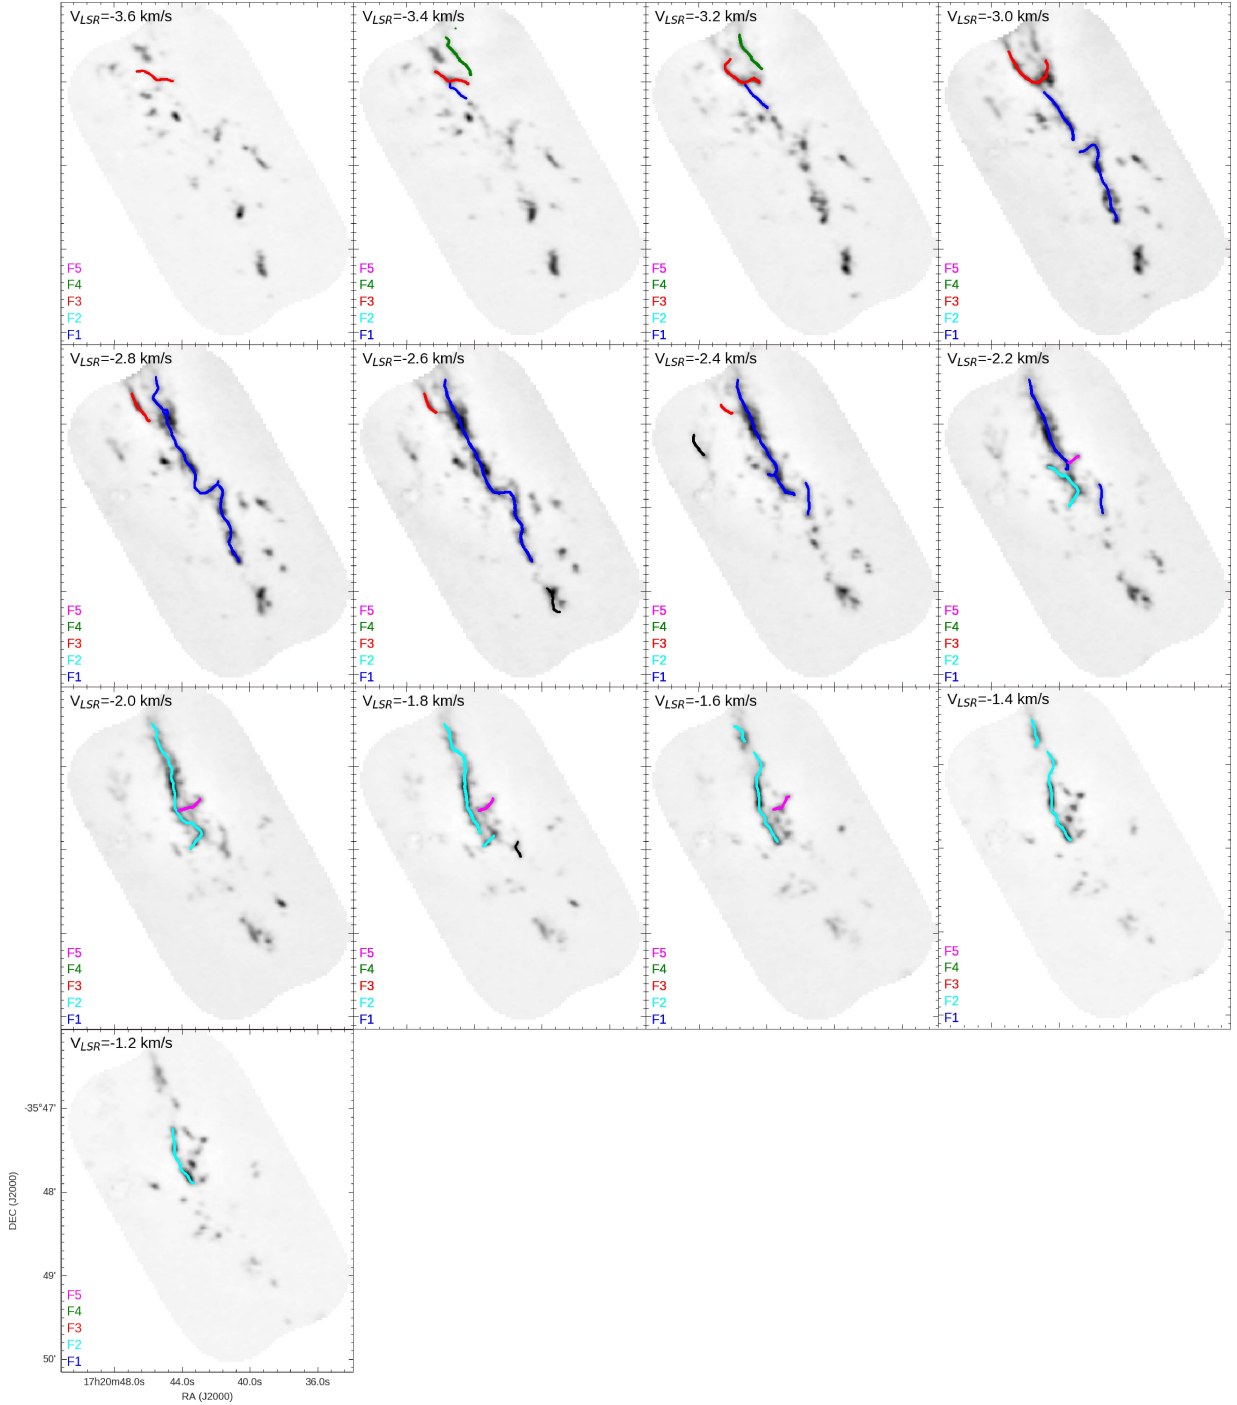 V_LSR=-3.6 km/s
F5
F4
F3
F2
F1
V_LSR=-3.4 km/s
F5
F4
F3
F2
F1
V_LSR=-3.2 km/s
F5
F4
F3
F2
F1
V_LSR=-3.0 km/s
F5
F4
F3
F2
F1
V_LSR=-2.8 km/s
F5
F4
F3
F2
F1
V_LSR=-2.6 km/s
F5
F4
F3
F2
F1
V_LSR=-2.4 km/s
F5
F4
F3
F2
F1
V_LSR=-2.2 km/s
F5
F4
F3
F2
F1
V_LSR=-2.0 km/s
F5
F4
F3
F2
F1
V_LSR=-1.8 km/s
F5
F4
F3
F2
F1
V_LSR=-1.6 km/s
F5
F4
F3
F2
F1
V_LSR=-1.4 km/s
F5
F4
F3
F2
F1
V_LSR=-1.2 km/s
F5
F4
F3
F2
F1
-35°47'
48'
49'
50'
DEC (J2000)
17h20m48.0s 44.0s 40.0s 36.0s
RA (J2000)